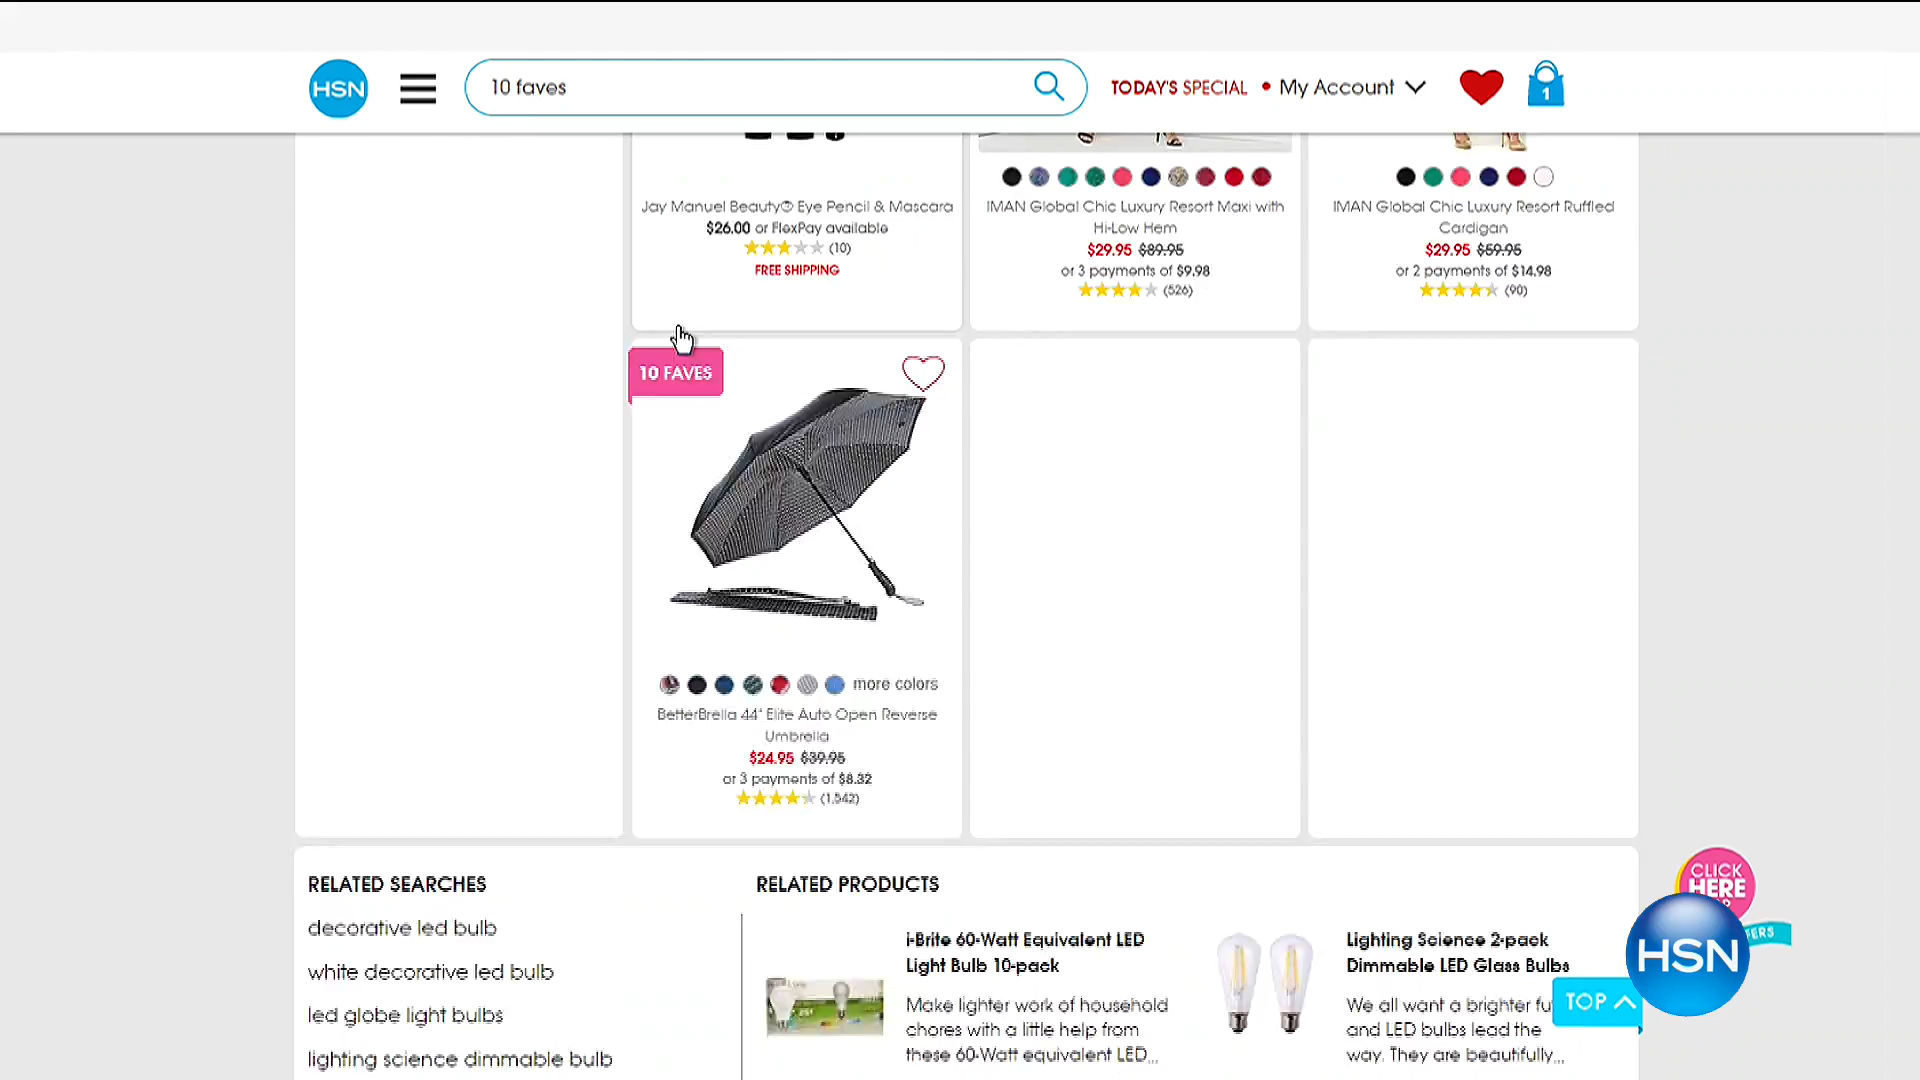 HSN
10 faves
TODAY'S SPECIAL • My Account
1
Jay Manuel Beauty® Eye Pencil & Mascara
$26.00 or FlexPay available
(10)
FREE SHIPPING
IMAN Global Chic Luxury Resort Maxi with
Hi-Low Hem
$29.95 $89.95
or 3 payments of $9.98
(526)
IMAN Global Chic Luxury Resort Ruffled
Cardigan
$29.95 $59.95
or 2 payments of $14.98
(90)
10 FAVES
more colors
BetterBrella 44" Elite Auto Open Reverse
Umbrella
$24.95 $39.95
or 3 payments of $8.32
(1,542)
RELATED SEARCHES
decorative led bulb
white decorative led bulb
led globe light bulbs
lighting science dimmable bulb
RELATED PRODUCTS
i-Brite 60-Watt Equivalent LED
Light Bulb 10-pack
Make lighter work of household
chores with a little help from
these 60-Watt equivalent LED...
Lighting Science 2-pack
Dimmable LED Glass Bulbs
We all want a brighter fu
and LED bulbs lead the
way. They are beautifully...
CLICK
HERE
HSN
TOP